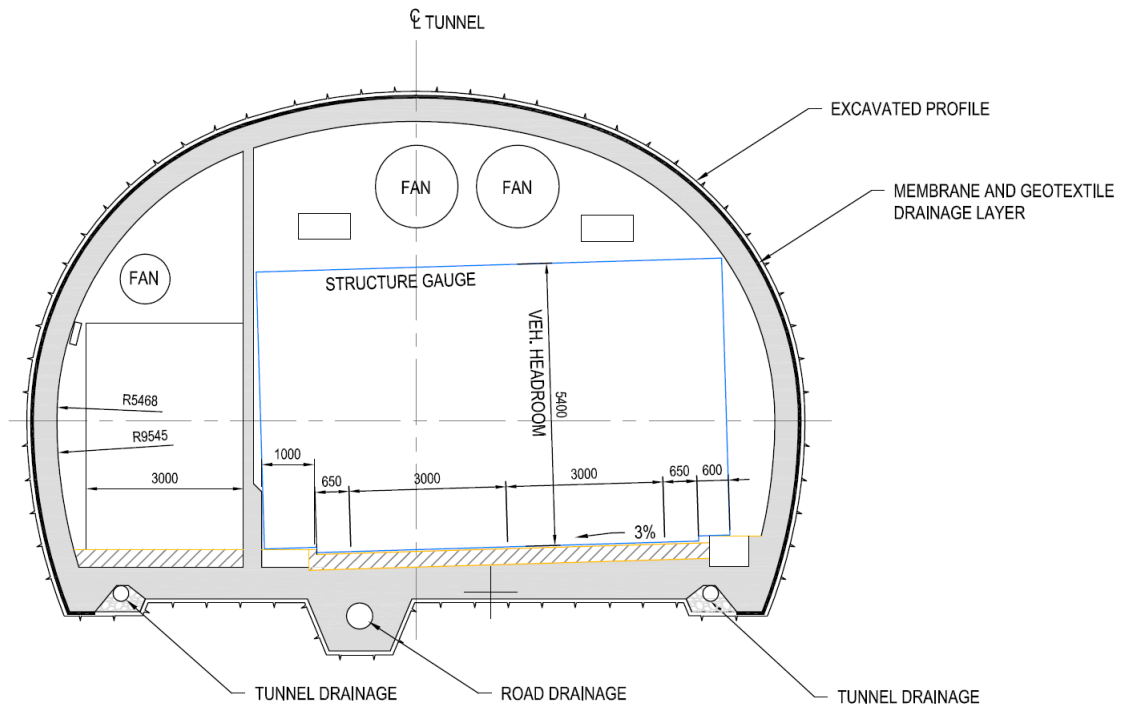 ℄ TUNNEL
EXCAVATED PROFILE
MEMBRANE AND GEOTEXTILE
DRAINAGE LAYER
FAN
FAN
FAN
STRUCTURE GAUGE
VEH. HEADROOM
5400
R5468
R9545
3000
1000
650
3000
3000
650
600
3%
TUNNEL DRAINAGE
ROAD DRAINAGE
TUNNEL DRAINAGE